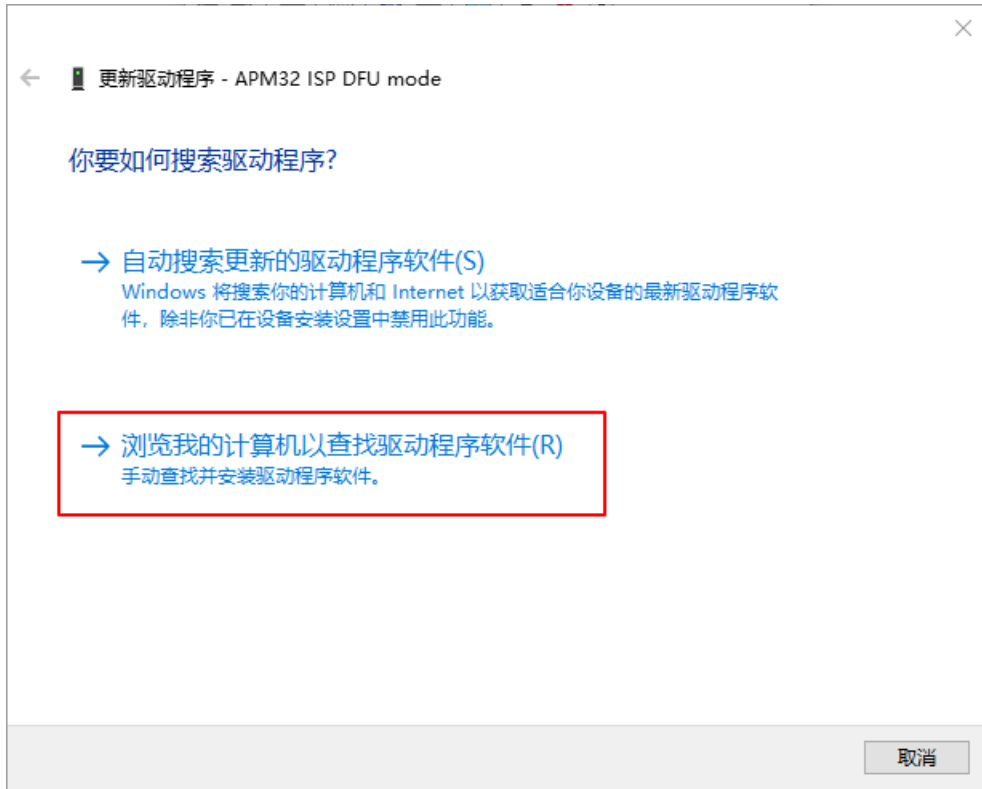 更新驱动程序 - APM32 ISP DFU mode
你要如何搜索驱动程序?
自动搜索更新的驱动程序软件(S)
Windows 将搜索你的计算机和 Internet 以获取适合你设备的最新驱动程序软
件，除非你已在设备安装设置中禁用此功能。
浏览我的计算机以查找驱动程序软件(R)
手动查找并安装驱动程序软件。
取消